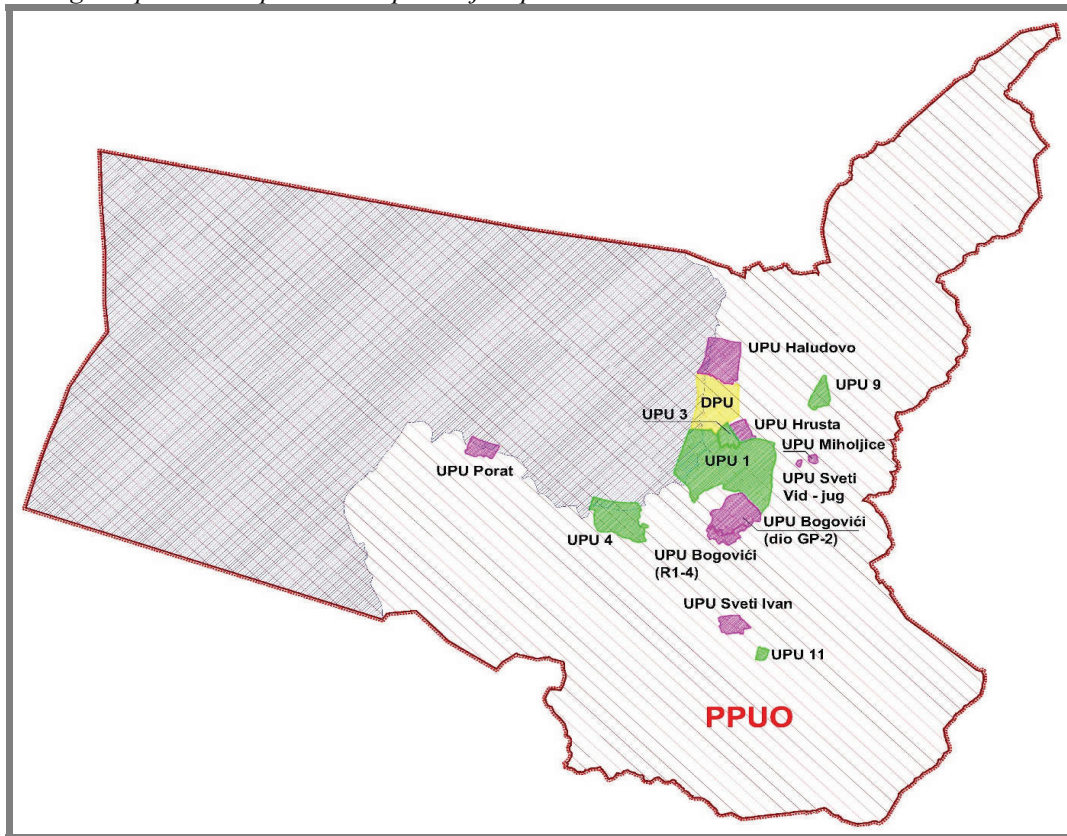 UPU Haludovo
UPU 9
DPU
UPU 3
UPU Hrusta
UPU Miholjice
UPU 1
UPU Porat
UPU Sveti
Vid - jug
UPU Bogovići
(dio GP-2)
UPU 4
UPU Bogovići
(R1-4)
UPU Sveti Ivan
UPU 11
PPUO